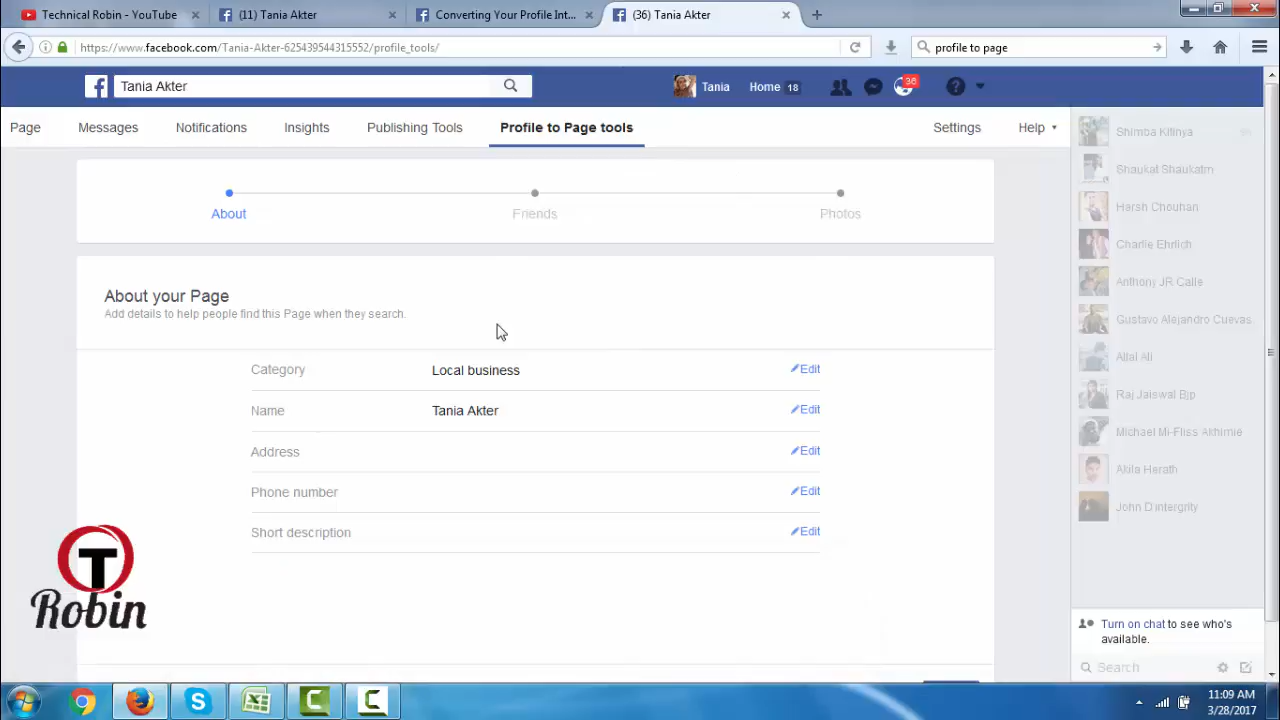 Technical Robin - YouTube
(11) Tania Akter
Converting Your Profile Int...
(36) Tania Akter
https://www.facebook.com/Tania-Akter-625439544315552/profile_tools/
profile to page
Tania Akter
Tania
Home 18
36
Page
Messages
Notifications
Insights
Publishing Tools
Profile to Page tools
Settings
Help
About
Friends
Photos
About your Page
Add details to help people find this Page when they search.
Category
Local business
Edit
Name
Tania Akter
Edit
Address
Edit
Phone number
Edit
Short description
Edit
Shimba Kitinya
Shaukat Shaukatm
Harsh Chouhan
Charlie Ehrlich
Anthony JR Calle
Gustavo Alejandro Cuevas
Allal Ali
Raj Jaiswal Bjp
Michael Mi-Fliss Akhimie
Akila Herath
John D'intergrity
Turn on chat to see who's
available.
Search
T
Robin
11:09 AM
3/28/2017